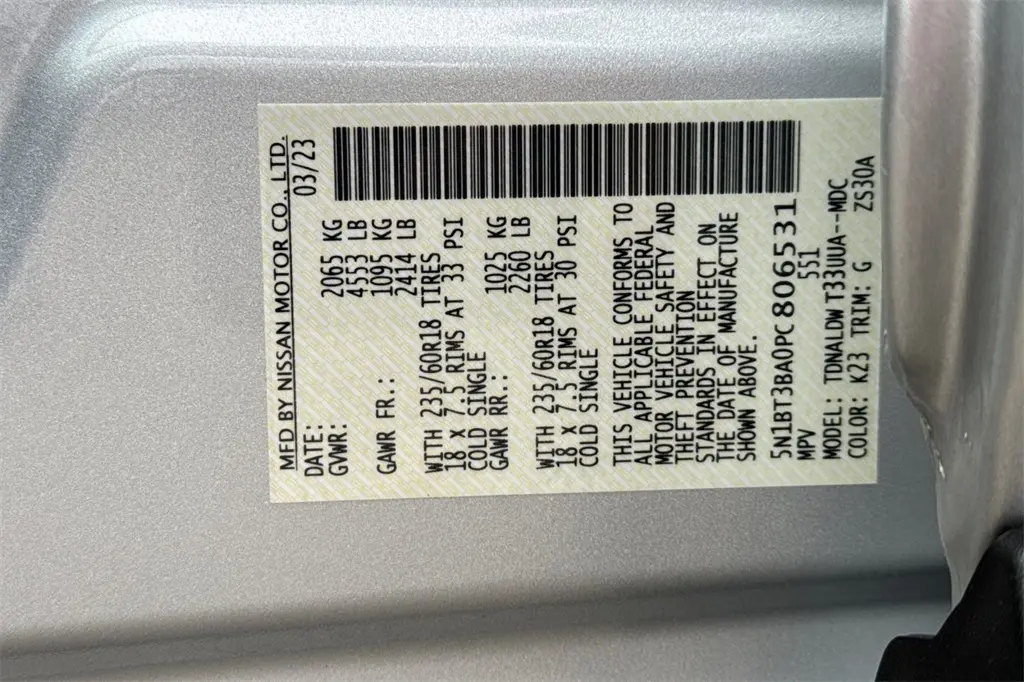 MFD BY NISSAN MOTOR CO., LTD.
DATE: 03/23
GVWR: 2065 KG
4553 LB
GAWR FR.: 1095 KG
2414 LB
WITH 235/60R18 TIRES
18 X 7.5 RIMS AT 33 PSI
COLD SINGLE
GAWR RR.: 1025 KG
2260 LB
WITH 235/60R18 TIRES
18 X 7.5 RIMS AT 30 PSI
COLD SINGLE
THIS VEHICLE CONFORMS TO
ALL APPLICABLE FEDERAL
MOTOR VEHICLE SAFETY AND
THEFT PREVENTION
STANDARDS IN EFFECT ON
THE DATE OF MANUFACTURE
SHOWN ABOVE.
5N1BT3BA0PC806531
MPV 551
MODEL: TDNALDW T33UUA--MDC
COLOR: K23 TRIM: G ZS30A